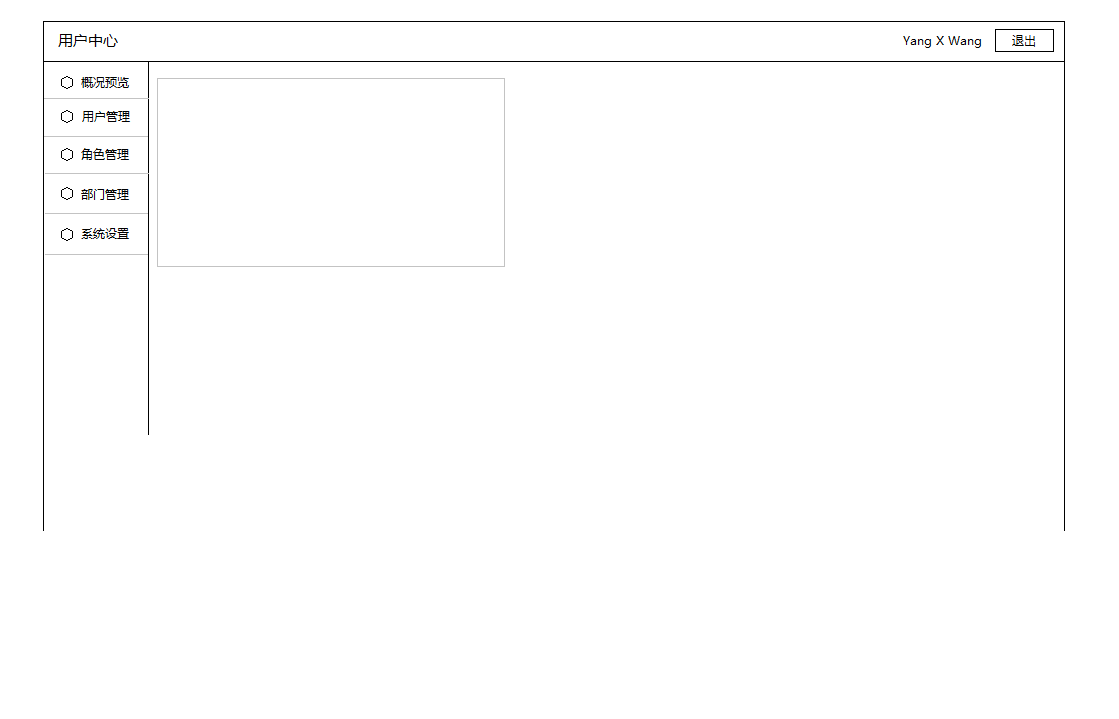 用户中心
Yang X Wang
退出
概况预览
用户管理
角色管理
部门管理
系统设置